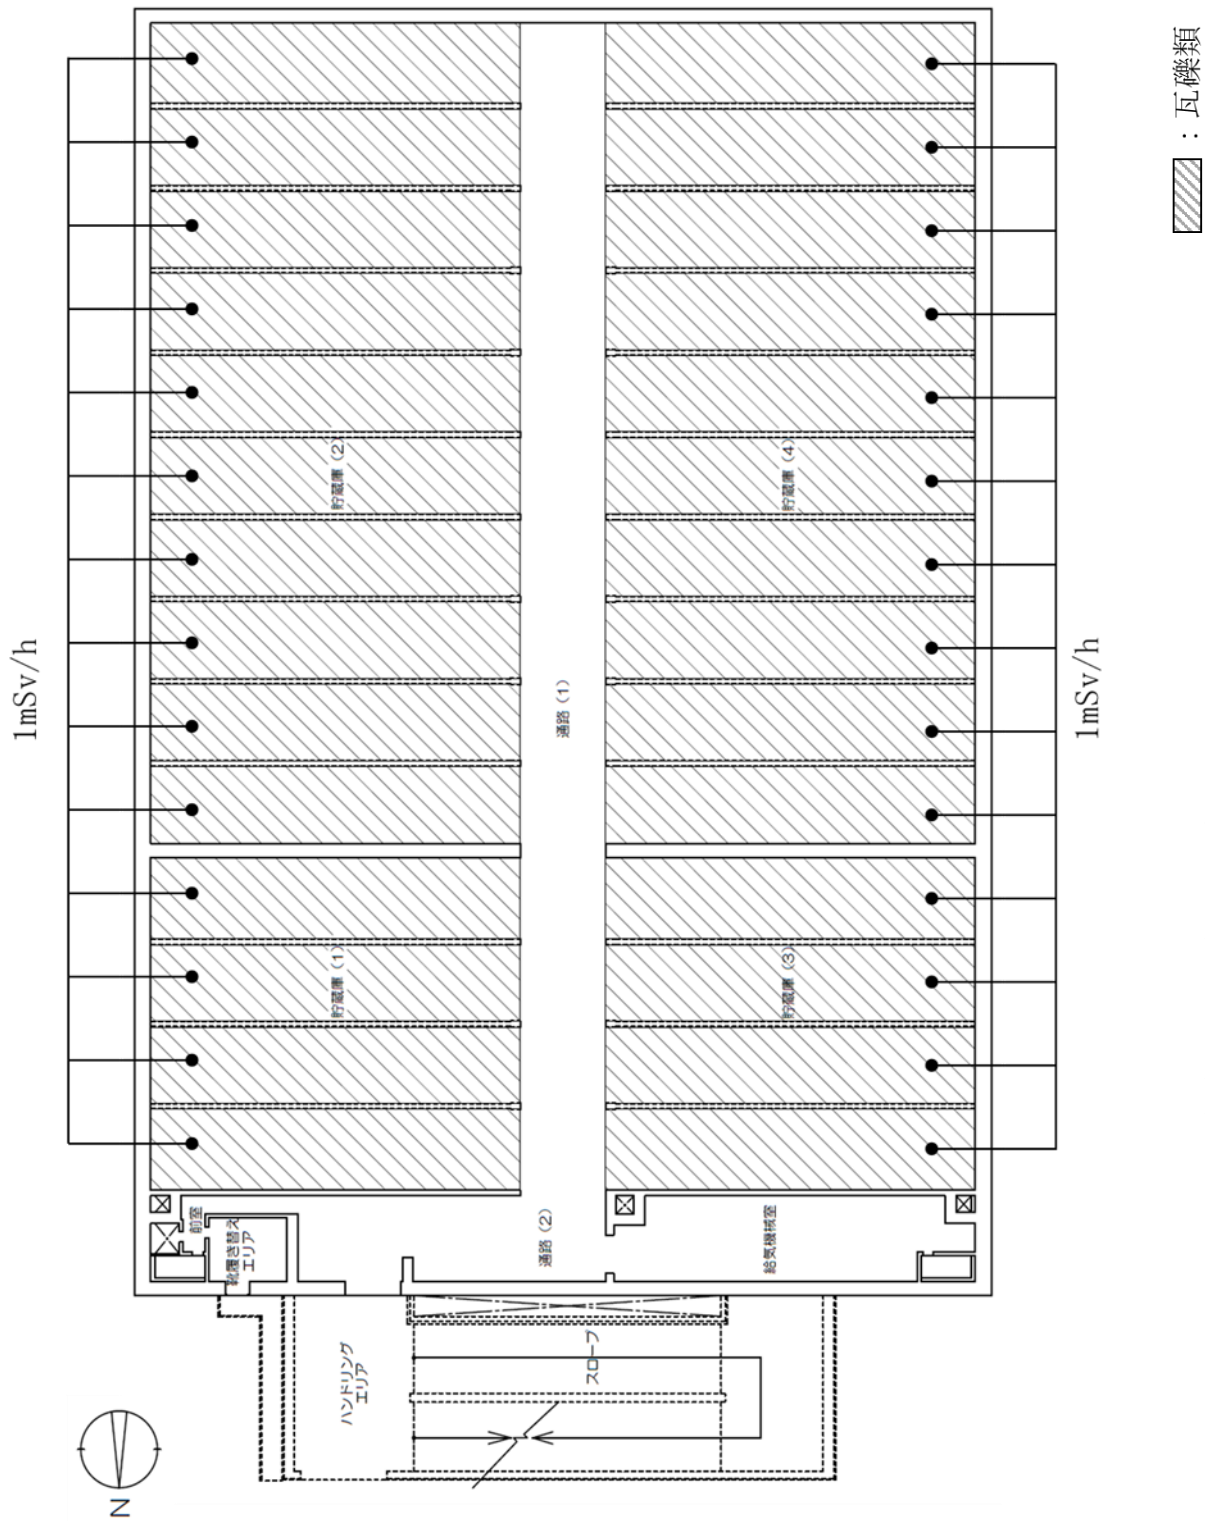 ：瓦礫類
1mSv/h
1mSv/h
貯蔵庫（2）
貯蔵庫（4）
通路（1）
貯蔵庫（1）
貯蔵庫（3）
前室
靴履き替え
エリア
通路（2）
給気機械室
ハンドリング
エリア
スロープ
N